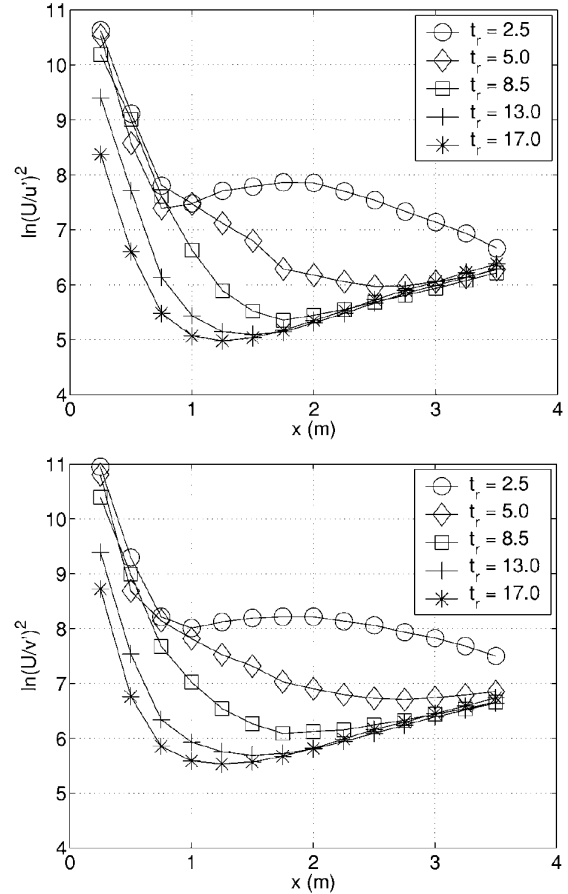 11
10
9
8
7
6
5
4
ln(U/u')²
0
1
2
3
4
x (m)
t_r = 2.5
t_r = 5.0
t_r = 8.5
t_r = 13.0
t_r = 17.0
11
10
9
8
7
6
5
4
ln(U/v')²
0
1
2
3
4
x (m)
t_r = 2.5
t_r = 5.0
t_r = 8.5
t_r = 13.0
t_r = 17.0